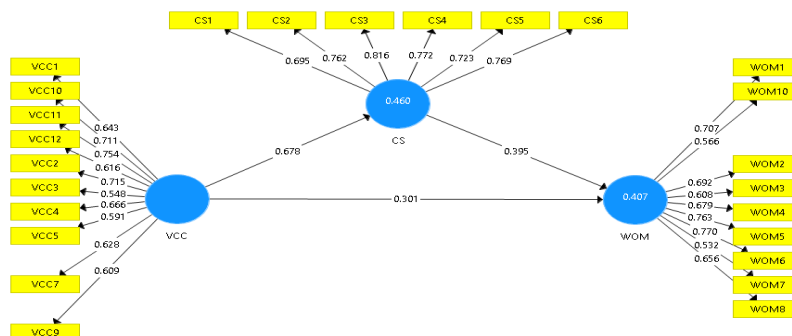 CS1 CS2 CS3 CS4 CS5 CS6
0.695 0.762 0.816 0.772 0.723 0.769
0.460
CS
VCC1
VCC10
VCC11
VCC12
VCC2
VCC3
VCC4
VCC5
VCC7
VCC9
0.643
0.711
0.754
0.616
0.715
0.548
0.666
0.591
0.628
0.609
VCC
0.678
0.395
0.301
0.407
WOM
0.707
0.566
0.692
0.608
0.679
0.763
0.770
0.532
0.656
WOM1
WOM10
WOM2
WOM3
WOM4
WOM5
WOM6
WOM7
WOM8